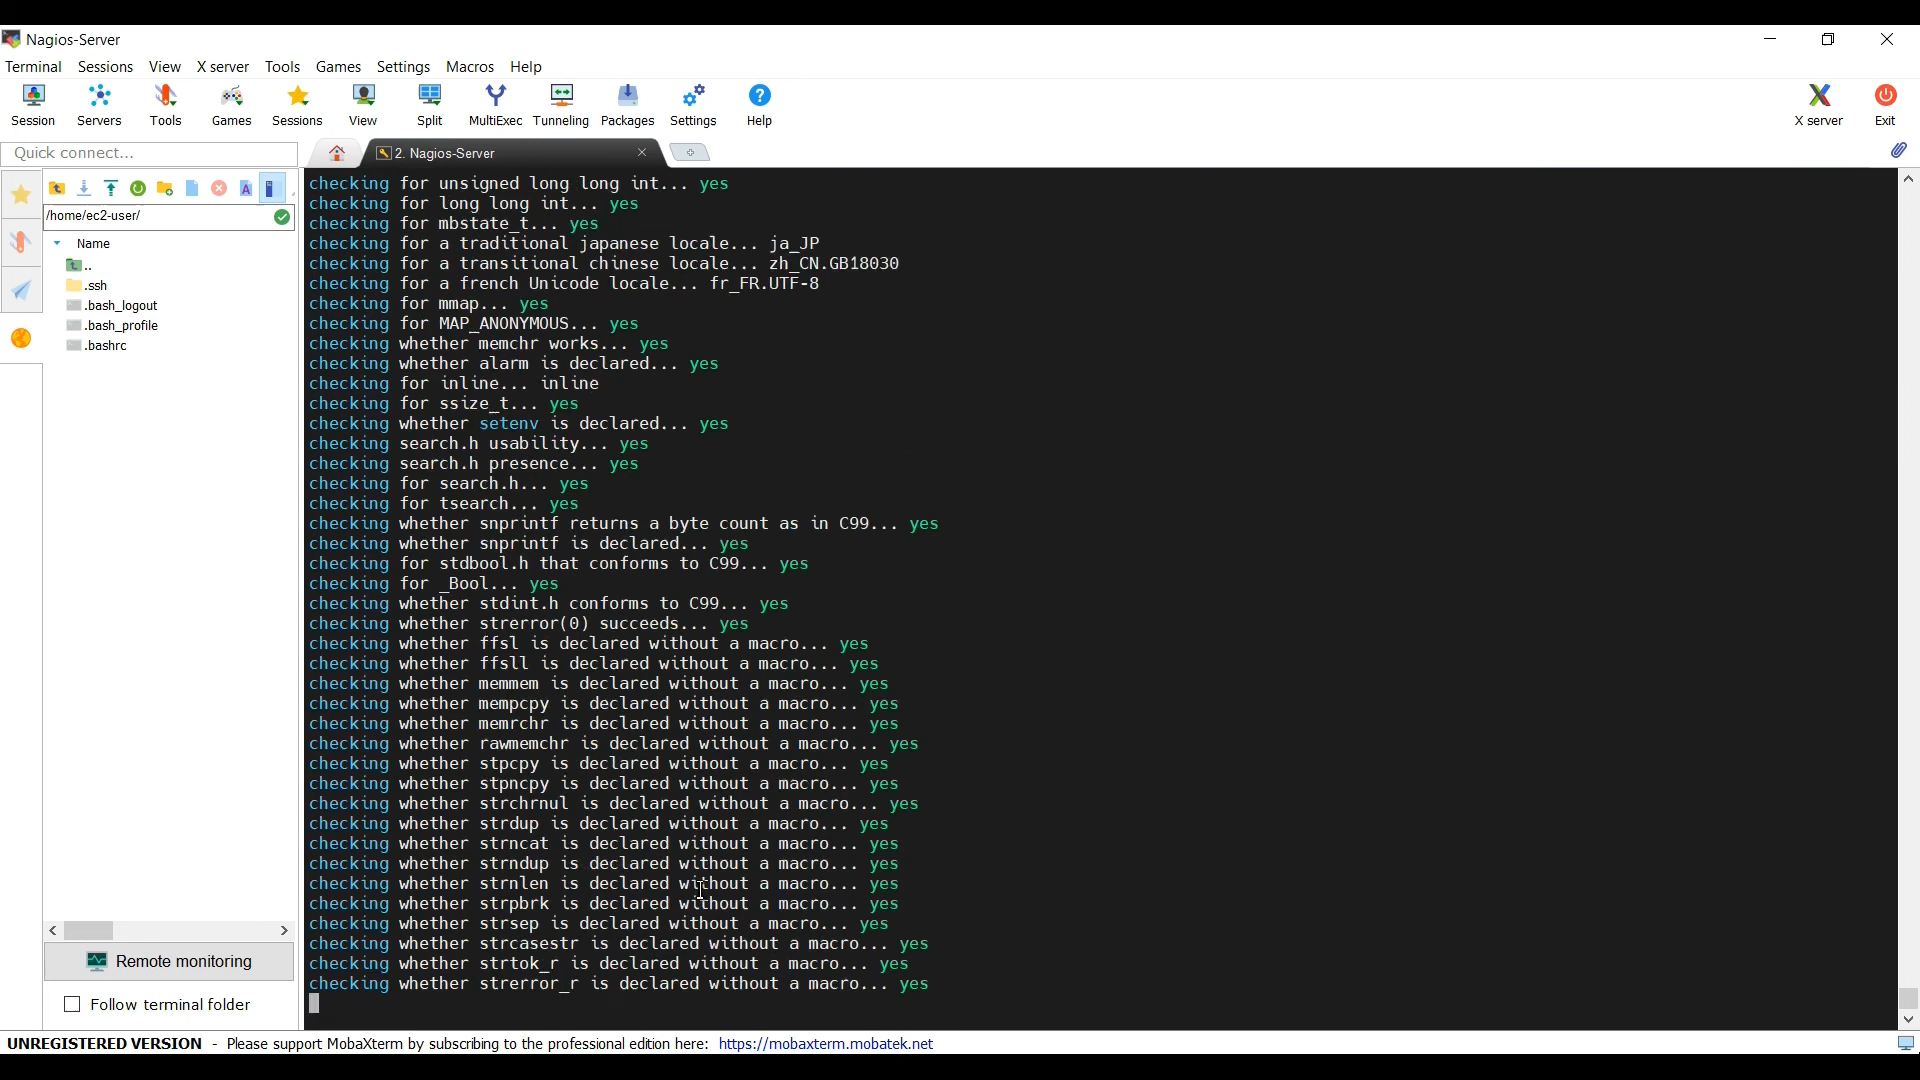 Nagios-Server
Terminal Sessions View X server Tools Games Settings Macros Help
Session Servers Tools Games Sessions View Split MultiExec Tunneling Packages Settings Help X server Exit
Quick connect...
2. Nagios-Server
/home/ec2-user/
Name
..
.ssh
.bash_logout
.bash_profile
.bashrc
Remote monitoring
Follow terminal folder
checking for unsigned long long int... yes
checking for long long int... yes
checking for mbstate_t... yes
checking for a traditional japanese locale... ja_JP
checking for a transitional chinese locale... zh_CN.GB18030
checking for a french Unicode locale... fr_FR.UTF-8
checking for mmap... yes
checking for MAP_ANONYMOUS... yes
checking whether memchr works... yes
checking whether alarm is declared... yes
checking for inline... inline
checking for ssize_t... yes
checking whether setenv is declared... yes
checking search.h usability... yes
checking search.h presence... yes
checking for search.h... yes
checking for tsearch... yes
checking whether snprintf returns a byte count as in C99... yes
checking whether snprintf is declared... yes
checking for stdbool.h that conforms to C99... yes
checking for _Bool... yes
checking whether stdint.h conforms to C99... yes
checking whether strerror(0) succeeds... yes
checking whether ffsl is declared without a macro... yes
checking whether ffsll is declared without a macro... yes
checking whether memmem is declared without a macro... yes
checking whether mempcpy is declared without a macro... yes
checking whether memrchr is declared without a macro... yes
checking whether rawmemchr is declared without a macro... yes
checking whether stpcpy is declared without a macro... yes
checking whether stpncpy is declared without a macro... yes
checking whether strchrnul is declared without a macro... yes
checking whether strdup is declared without a macro... yes
checking whether strncat is declared without a macro... yes
checking whether strndup is declared without a macro... yes
checking whether strnlen is declared without a macro... yes
checking whether strpbrk is declared without a macro... yes
checking whether strsep is declared without a macro... yes
checking whether strcasestr is declared without a macro... yes
checking whether strtok_r is declared without a macro... yes
checking whether strerror_r is declared without a macro... yes
UNREGISTERED VERSION - Please support MobaXterm by subscribing to the professional edition here: https://mobaxterm.mobatek.net